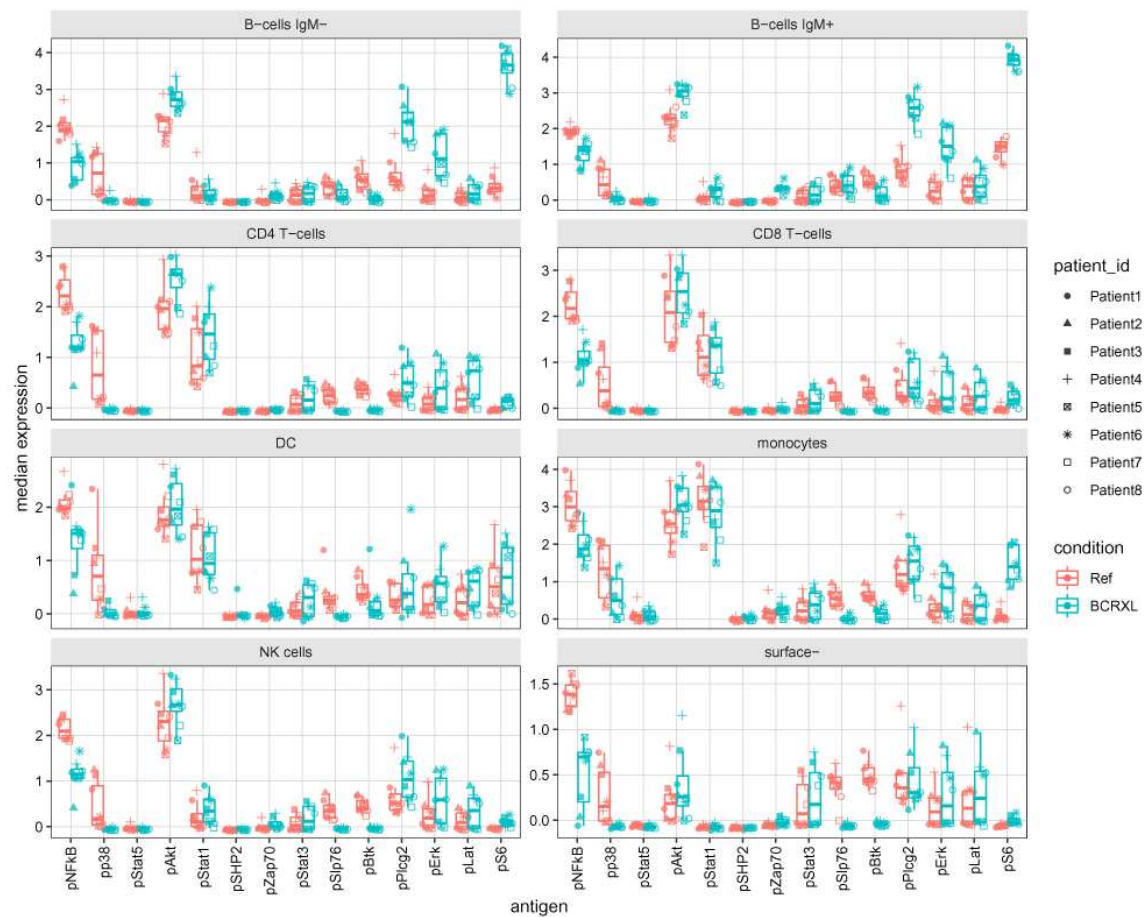 B-cells IgM-
B-cells IgM+
4
3
2
1
0
4
3
2
1
0
CD4 T-cells
CD8 T-cells
3
2
1
0
3
2
1
0
DC
monocytes
2
1
0
4
3
2
1
0
NK cells
surface-
3
2
1
0
1.5
1.0
0.5
0.0
median expression
pNFkB
pp38
pStat5
pAkt
pStat1
pSHP2
pZap70
pStat3
pSlp76
pBtk
pPlcg2
pErk
pLat
pS6
pNFkB
pp38
pStat5
pAkt
pStat1
pSHP2
pZap70
pStat3
pSlp76
pBtk
pPlcg2
pErk
pLat
pS6
antigen
patient_id
Patient1
Patient2
Patient3
Patient4
Patient5
Patient6
Patient7
Patient8
condition
Ref
BCRXL